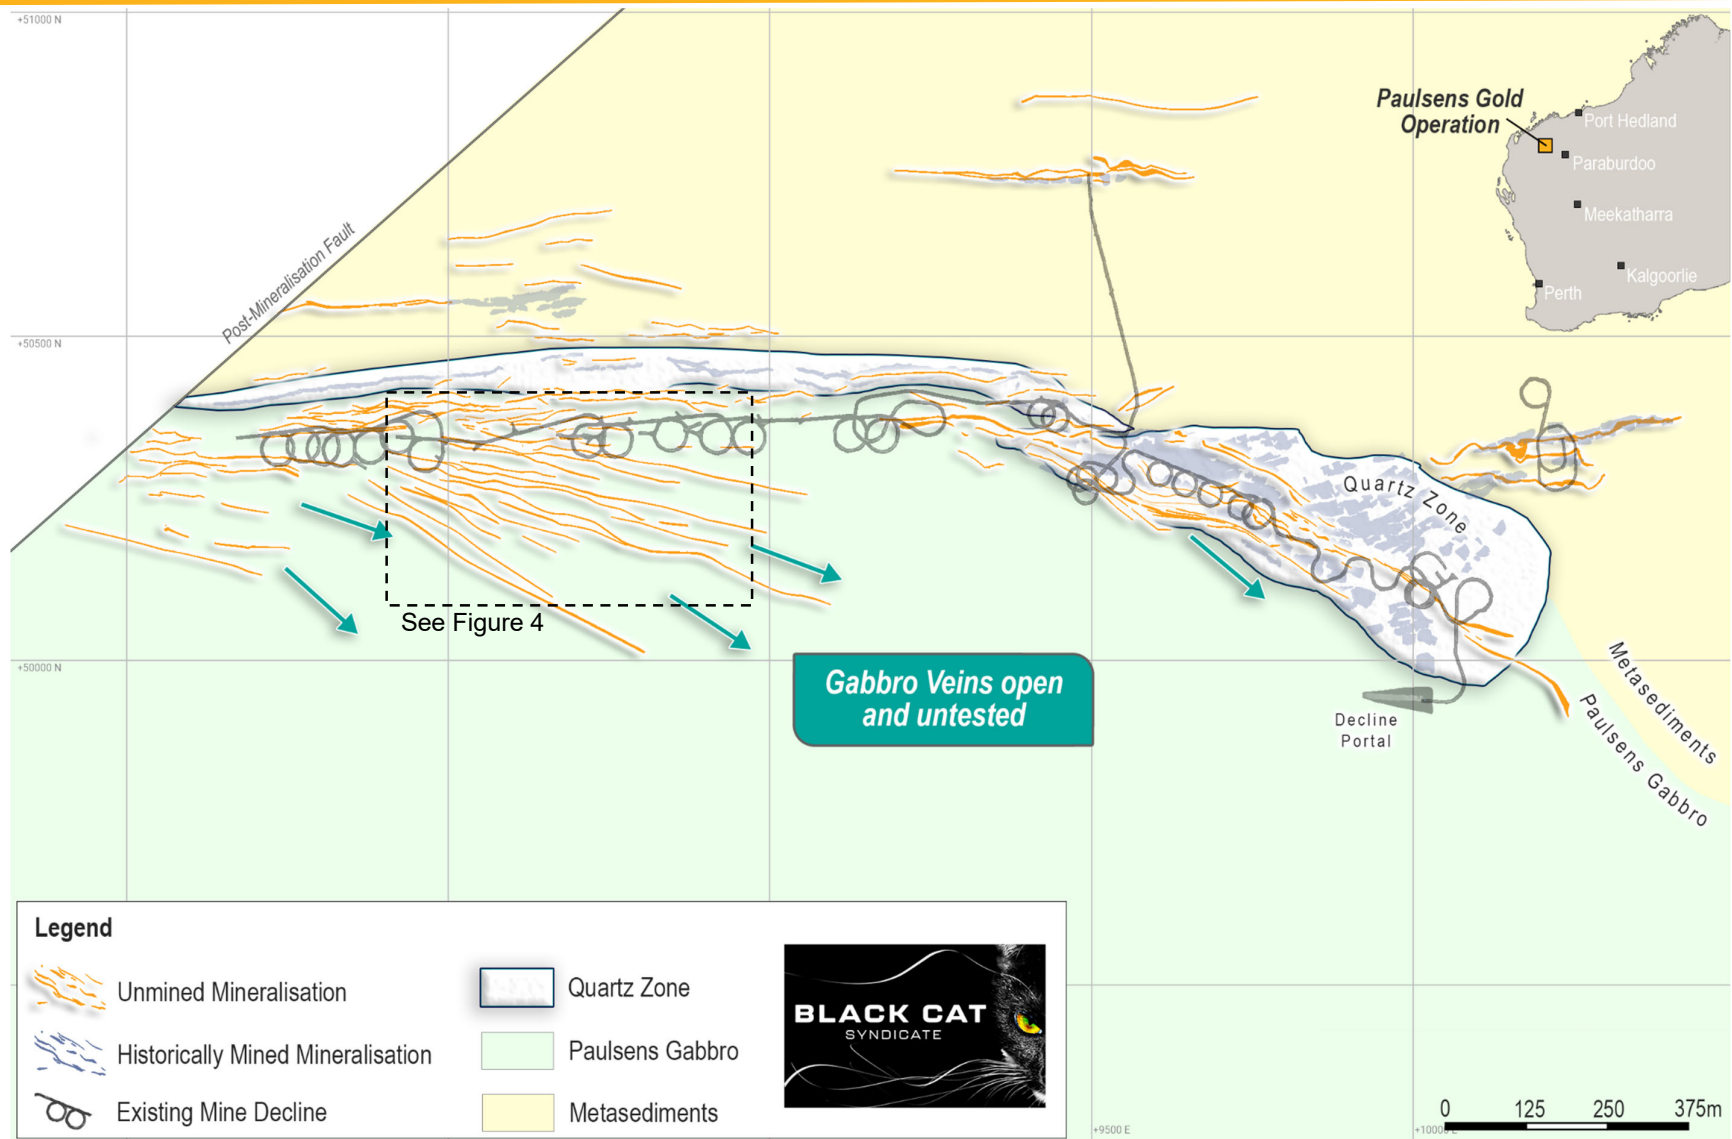 +51000 N
Paulsens Gold
Operation
Port Hedland
Paraburdoo
Meekatharra
Kalgoorlie
Perth
Post-Mineralisation Fault
+50500 N
Quartz Zone
See Figure 4
+50000 N
Gabbro Veins open
and untested
Decline
Portal
Metasediments
Paulsens Gabbro
Legend
Unmined Mineralisation
Historically Mined Mineralisation
Existing Mine Decline
Quartz Zone
Paulsens Gabbro
Metasediments
BLACK CAT
SYNDICATE
+9500 E
+10000 E
0 125 250 375m